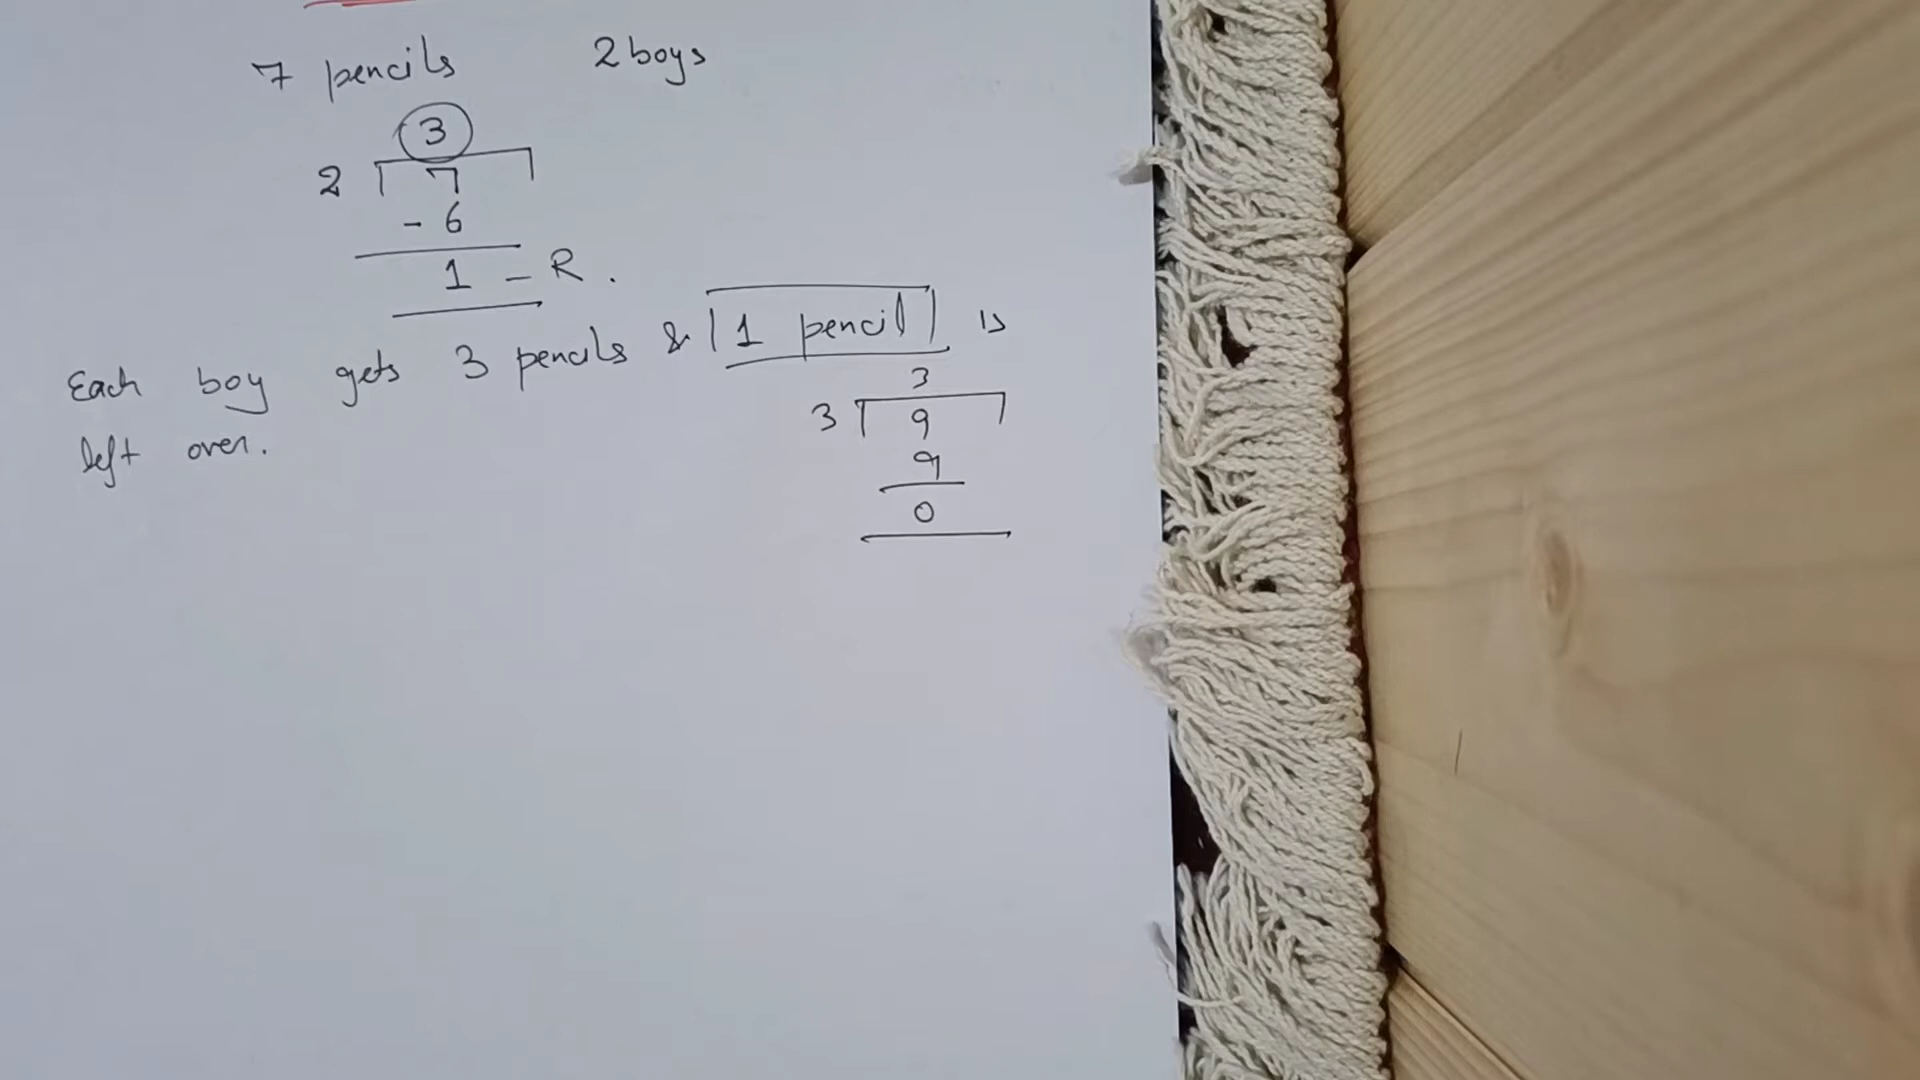 7 pencils 2 boys
3
2 7
- 6
1 - R.
Each boy gets 3 pencils & 1 pencil is
left over.
3
3 9
9
0